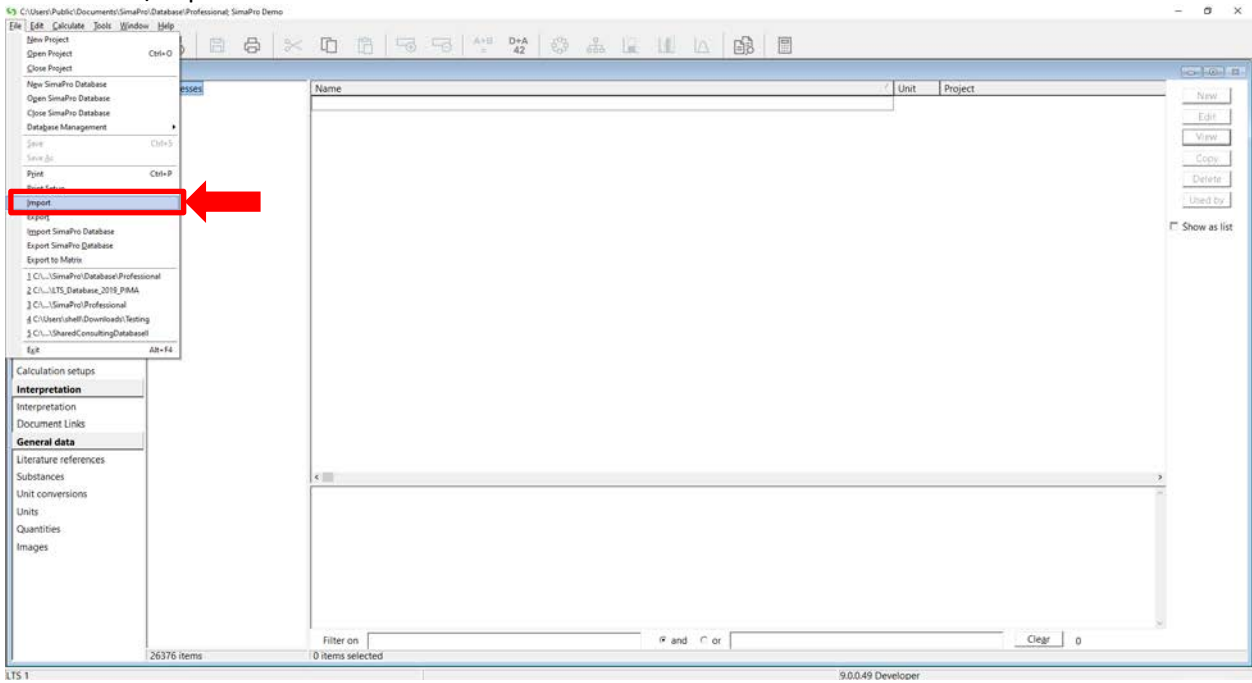 C:\Users\Public\Documents\SimaPro\Database\Professional; SimaPro Demo
File Edit Calculate Tools Window Help
New Project
Open Project Ctrl+O
Close Project
New SimaPro Database
Open SimaPro Database
Close SimaPro Database
Database Management
Save Ctrl+S
Save As
Print Ctrl+P
Print Setup
Import
Export
Import SimaPro Database
Export SimaPro Database
Export to Matrix
1 C:\...\SimaPro\Database\Professional
2 C:\...\LTS_Database_2019_PIMA
3 C:\...\SimaPro\Professional
4 C:\Users\shell\Downloads\Testing
5 C:\...\SharedConsultingDatabaseII
Exit Alt+F4
A+B =
D+A 42
esses
Name Unit Project
New
Edit
View
Copy
Delete
Used by
Show as list
Calculation setups
Interpretation
Interpretation
Document Links
General data
Literature references
Substances
Unit conversions
Units
Quantities
Images
Filter on and or Clear 0
26376 items 0 items selected
LTS 1 9.0.0.49 Developer